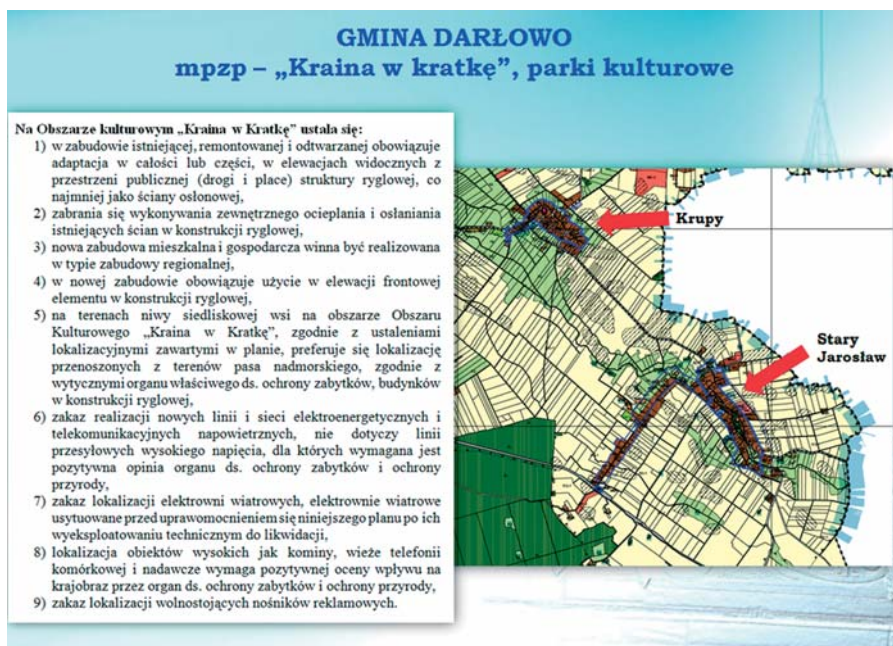 GMINA DARŁOWO
mpzp – „Kraina w kratkę”, parki kulturowe
Na Obszarze kulturowym „Kraina w Kratkę” ustala się:
1) w zabudowie istniejącej, remontowanej i odtwarzanej obowiązuje
adaptacja w całości lub części, w elewacjach widocznych z
przestrzeni publicznej (drogi i place) struktury ryglowej, co
najmniej jako ściany osłonowej,
2) zabrania się wykonywania zewnętrznego ocieplania i osłaniania
istniejących ścian w konstrukcji ryglowej,
3) nowa zabudowa mieszkalna i gospodarcza winna być realizowana
w typie zabudowy regionalnej,
4) w nowej zabudowie obowiązuje użycie w elewacji frontowej
elementu w konstrukcji ryglowej,
5) na terenach niwy siedliskowej wsi na obszarze Obszaru
Kulturowego „Kraina w Kratkę”, zgodnie z ustaleniami
lokalizacyjnymi zawartymi w planie, preferuje się lokalizację
przenoszonych z terenów pasa nadmorskiego, zgodnie z
wytycznymi organu właściwego ds. ochrony zabytków, budynków
w konstrukcji ryglowej,
6) zakaz realizacji nowych linii i sieci elektroenergetycznych i
telekomunikacyjnych napowietrznych, nie dotyczy linii
przesyłowych wysokiego napięcia, dla których wymagana jest
pozytywna opinia organu ds. ochrony zabytków i ochrony
przyrody,
7) zakaz lokalizacji elektrowni wiatrowych, elektrownie wiatrowe
usytuowane przed uprawomocnieniem się niniejszego planu po ich
wyeksploatowaniu technicznym do likwidacji,
8) lokalizacja obiektów wysokich jak kominy, wieże telefonii
komórkowej i nadawcze wymaga pozytywnej oceny wpływu na
krajobraz przez organ ds. ochrony zabytków i ochrony przyrody,
9) zakaz lokalizacji wolnostojących nośników reklamowych.
Krupy
Stary
Jarosław